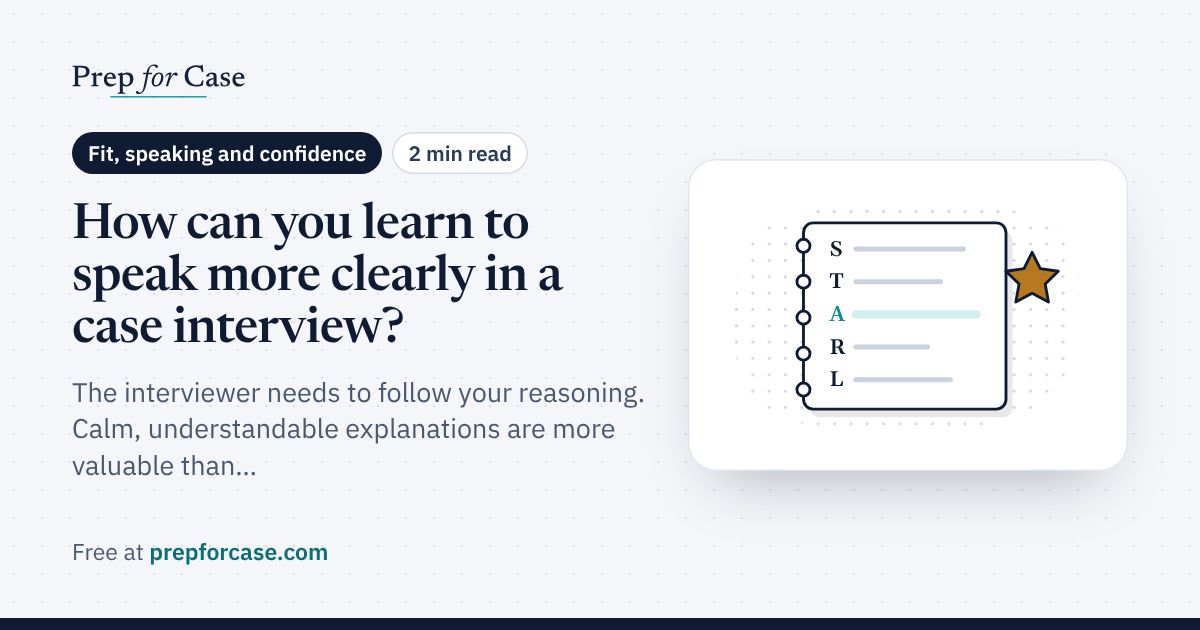 Prep for Case
Fit, speaking and confidence
2 min read
How can you learn to
speak more clearly in a
case interview?
The interviewer needs to follow your reasoning.
Calm, understandable explanations are more
valuable than...
Free at prepforcase.com
S
T
A
R
L